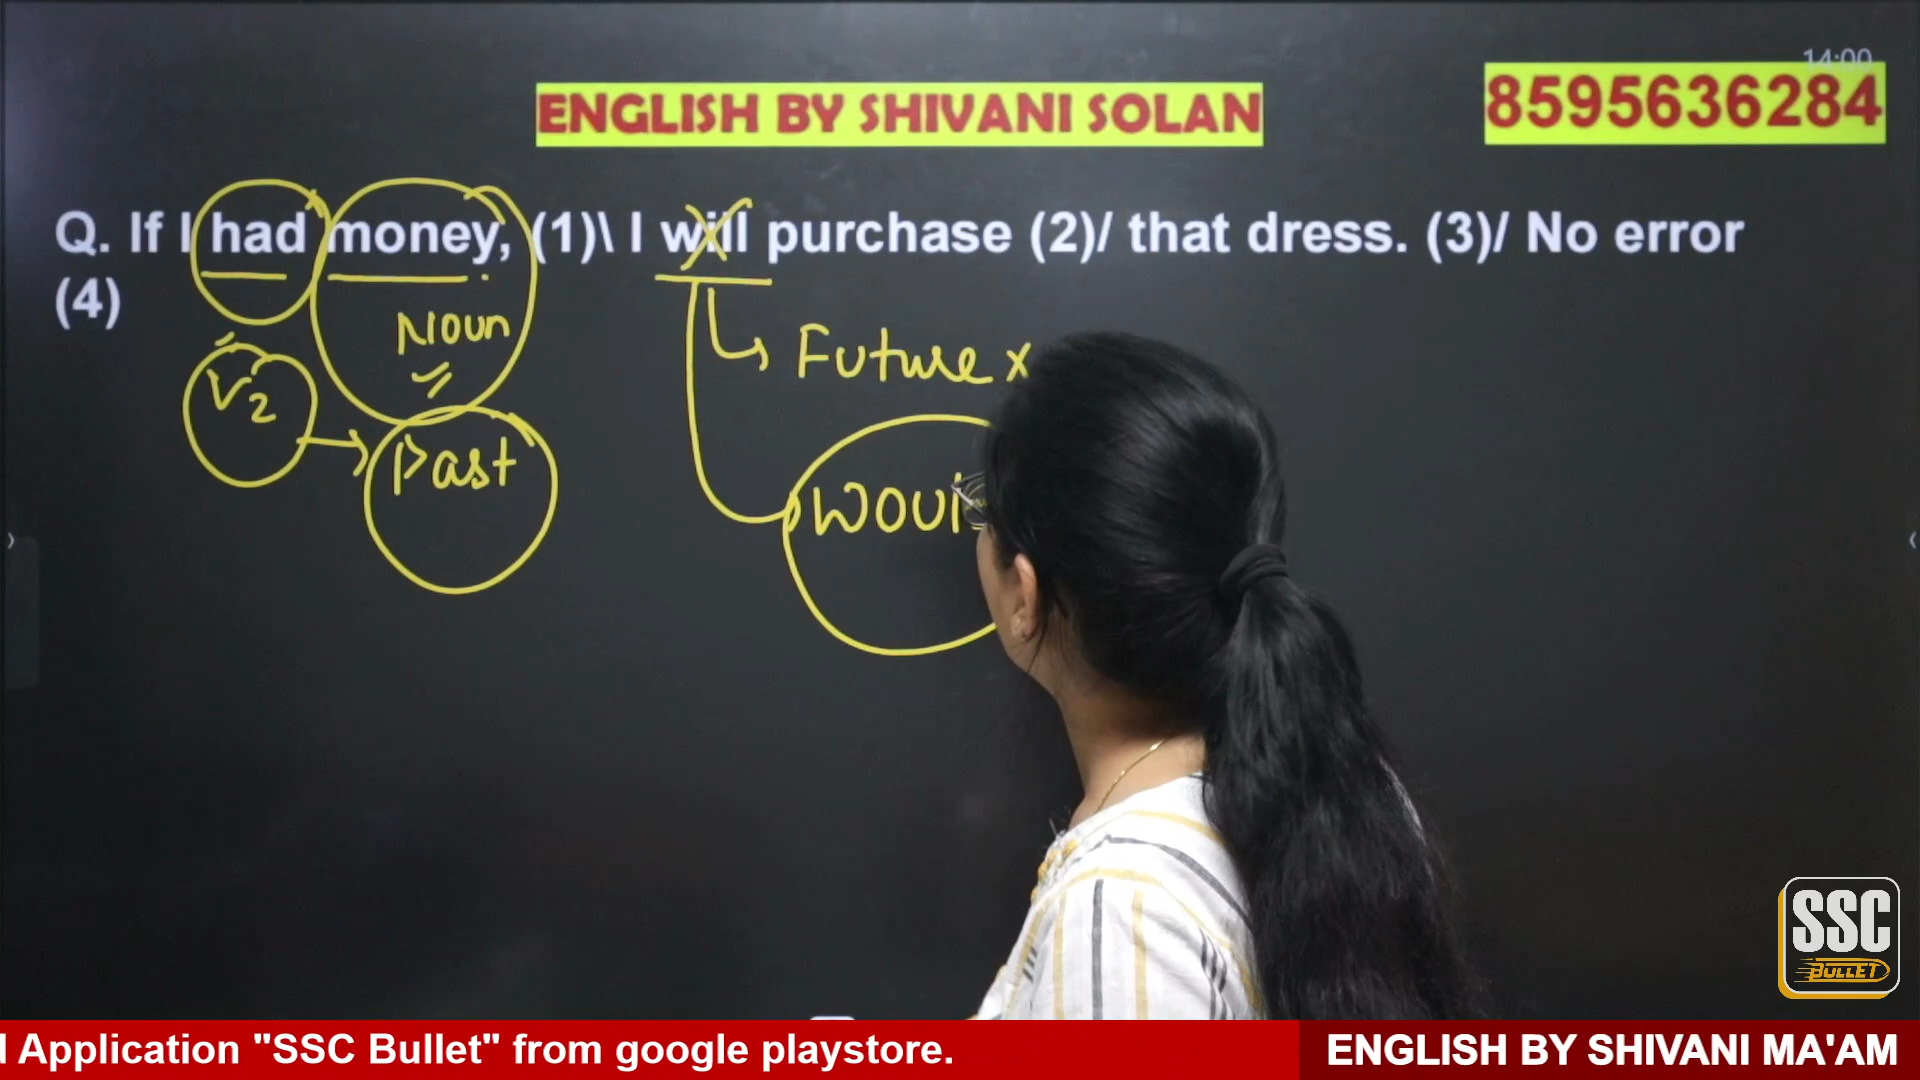 14:00
ENGLISH BY SHIVANI SOLAN
8595636284
Q. If I had money, (1)\ I will purchase (2)/ that dress. (3)/ No error
(4)
Noun
Future x
V2
Past
SSC
BULLET
Application "SSC Bullet" from google playstore.
ENGLISH BY SHIVANI MA'AM